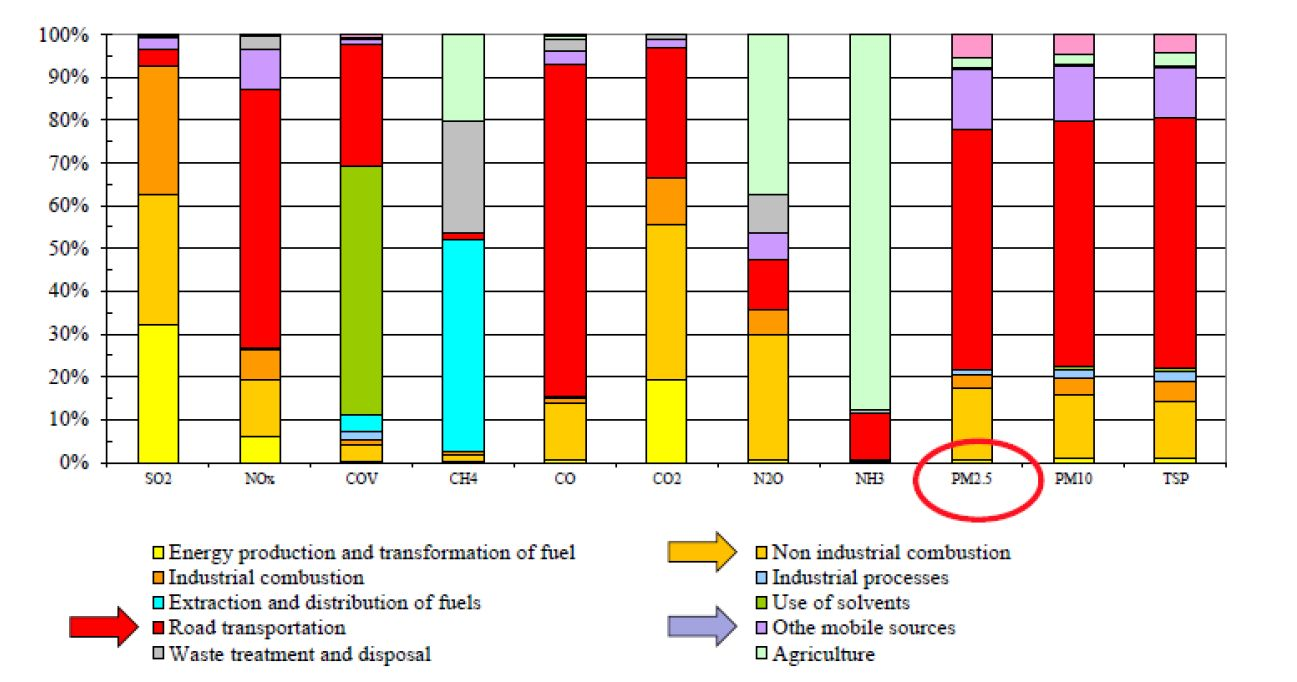 100%
90%
80%
70%
60%
50%
40%
30%
20%
10%
0%
SO2 NOx COV CH4 CO CO2 N2O NH3 PM2.5 PM10 TSP
Energy production and transformation of fuel
Industrial combustion
Extraction and distribution of fuels
Road transportation
Waste treatment and disposal
Non industrial combustion
Industrial processes
Use of solvents
Othe mobile sources
Agriculture